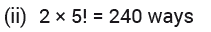 (ii) 2 × 5! = 240 ways